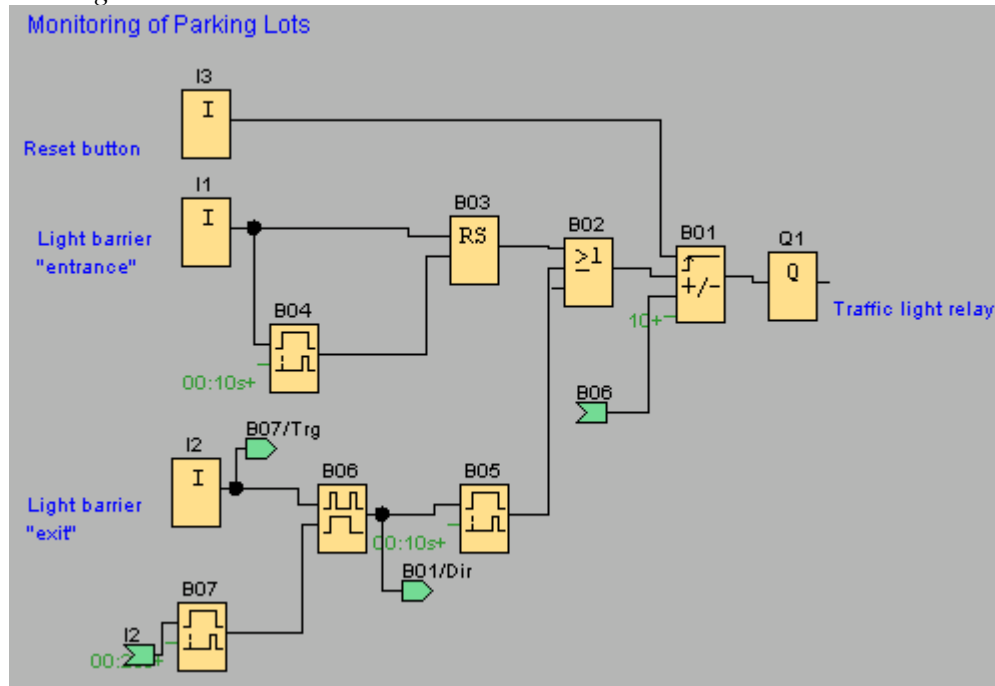 Monitoring of Parking Lots
I3
I
Reset button
I1
I
Light barrier
"entrance"
B03
RS
B02
≥1
B01
+/-
10+
Q1
Q
Traffic light relay
B04
00:10s+
B06
B07/Trg
I2
I
Light barrier
"exit"
B06
B05
00:10s+
B01/Dir
B07
I2